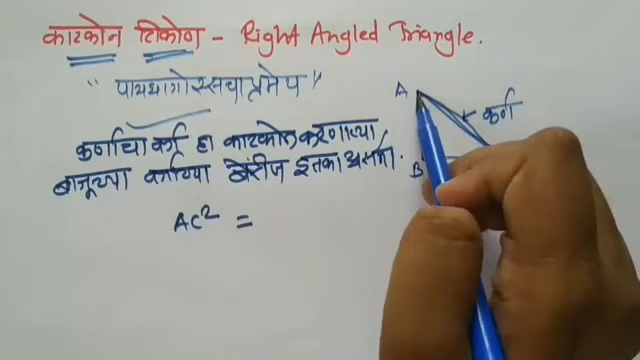 काटकोन त्रिकोण - Right Angled Triangle.
"पायथागोरसचा प्रमेय"
A
कर्ण
कर्णाचा वर्ग हा काटकोन करणाऱ्या
बाजूच्या वर्गाच्या बेरीज इतका असतो.
B
AC² =